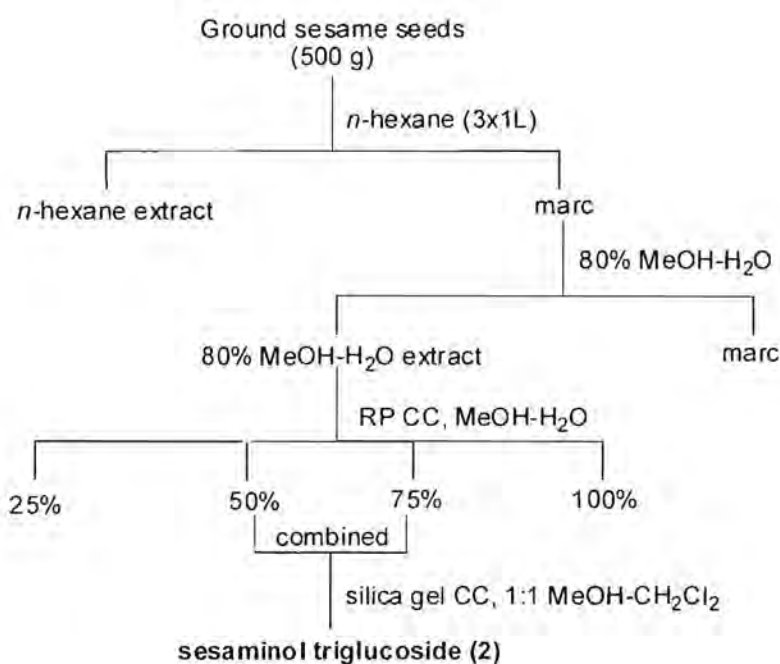 Ground sesame seeds
(500 g)
n-hexane (3x1L)
n-hexane extract
marc
80% MeOH-H₂O
80% MeOH-H₂O extract
marc
RP CC, MeOH-H₂O
25%
50%
75%
100%
combined
silica gel CC, 1:1 MeOH-CH₂Cl₂
sesaminol triglucoside (2)